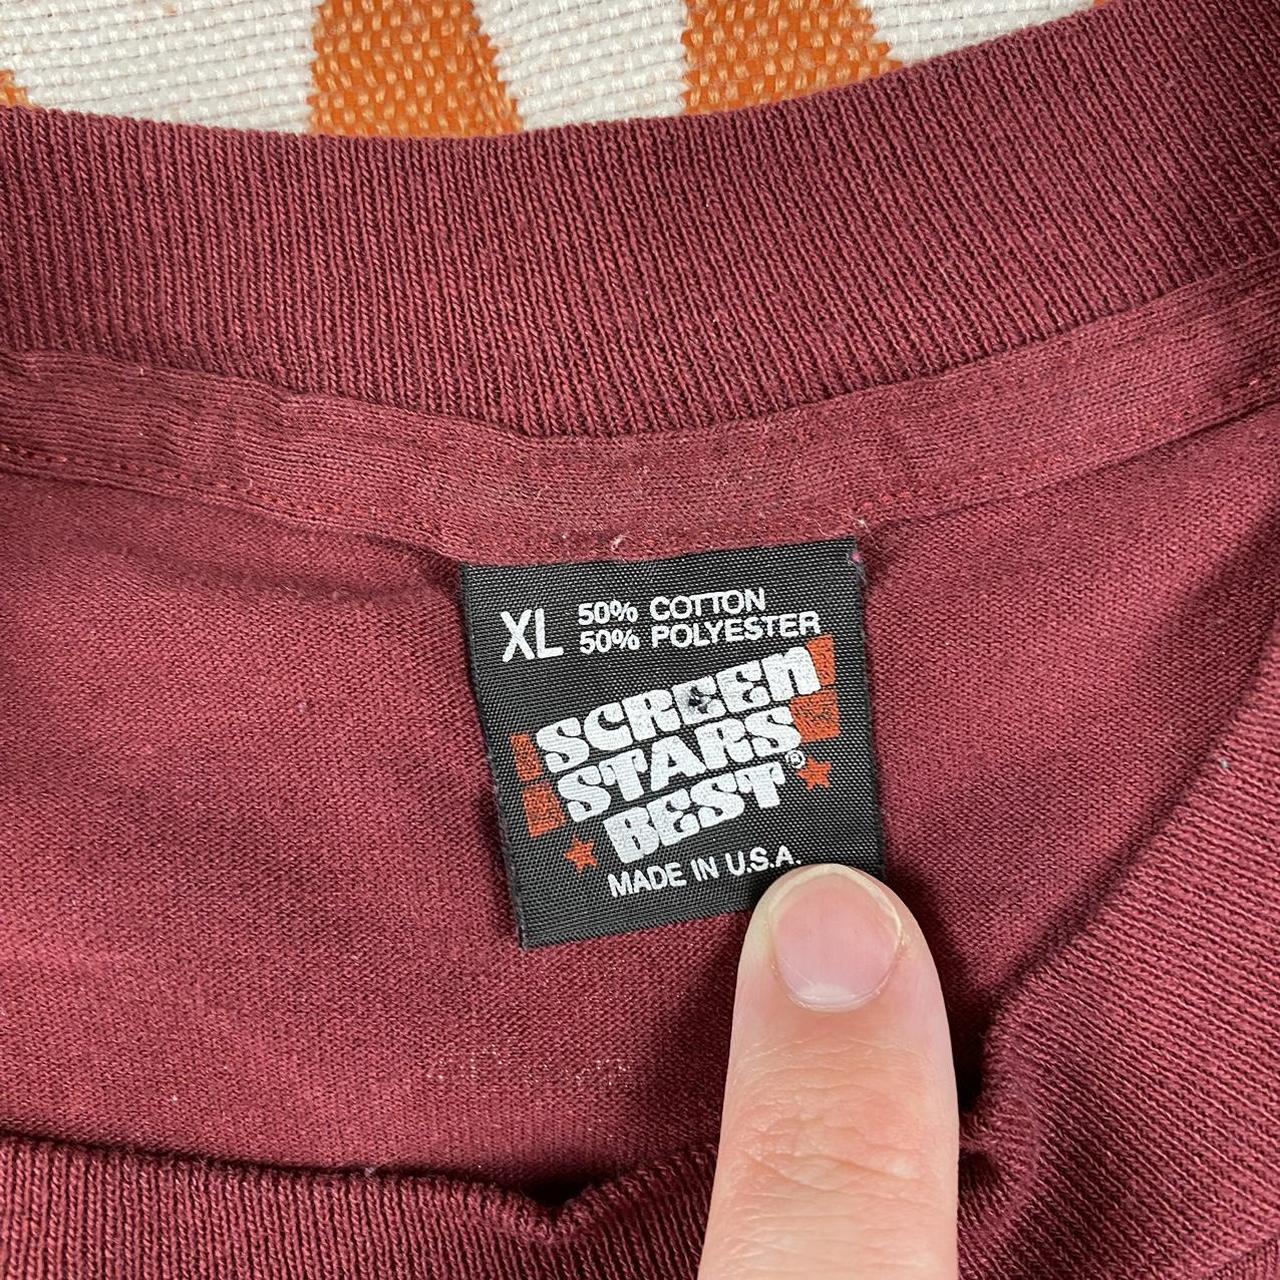 XL 50% COTTON
50% POLYESTER
SCREEN
STARS
BEST®
MADE IN U.S.A.